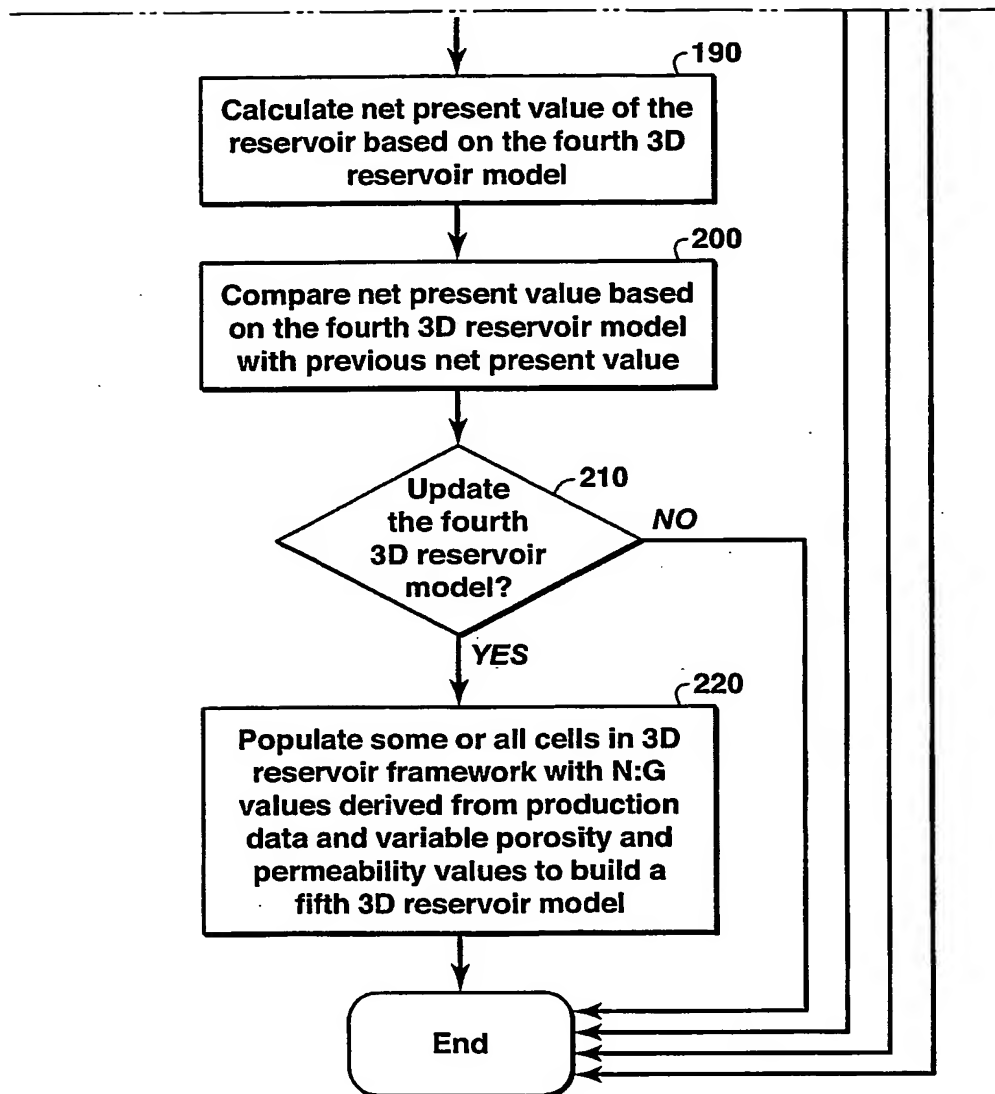 190
Calculate net present value of the
reservoir based on the fourth 3D
reservoir model
200
Compare net present value based
on the fourth 3D reservoir model
with previous net present value
210
Update
the fourth
3D reservoir
model?
NO
YES
220
Populate some or all cells in 3D
reservoir framework with N:G
values derived from production
data and variable porosity and
permeability values to build a
fifth 3D reservoir model
End